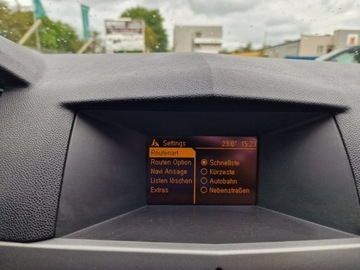 Settings 23.0° 15:23
Routenart
Routen Option
Navi Ansage
Listen löschen
Extras
Schnellste
Kürzeste
Autobahn
Nebenstraßen